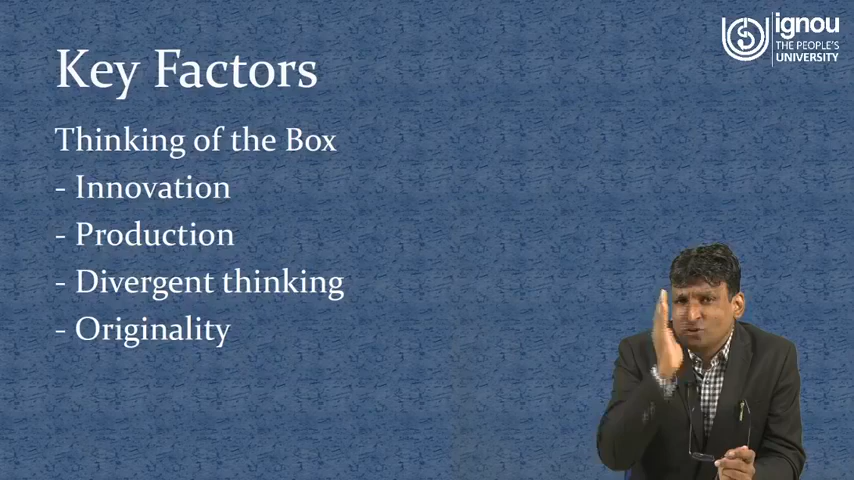 Key Factors
Thinking of the Box
- Innovation
- Production
- Divergent thinking
- Originality
ignou
THE PEOPLE'S
UNIVERSITY